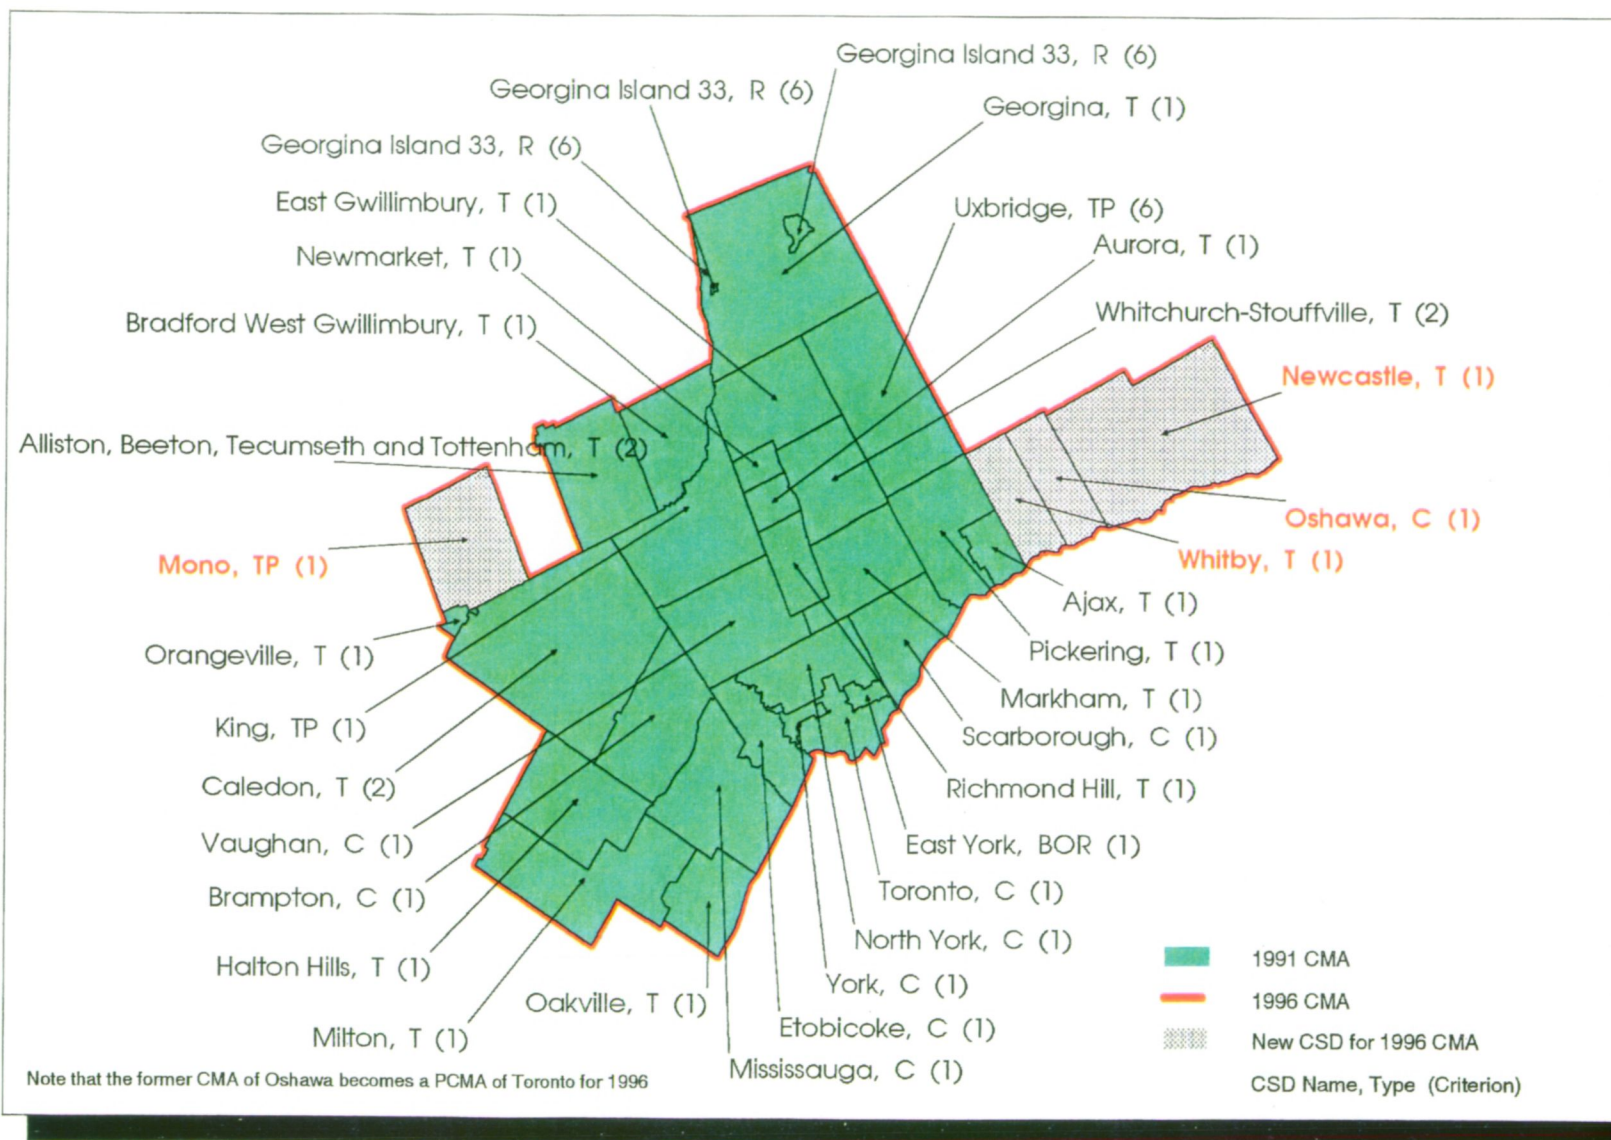 Georgina Island 33, R (6)
Georgina Island 33, R (6)
Georgina, T (1)
Georgina Island 33, R (6)
East Gwillimbury, T (1)
Uxbridge, TP (6)
Newmarket, T (1)
Aurora, T (1)
Bradford West Gwillimbury, T (1)
Whitchurch-Stouffville, T (2)
Newcastle, T (1)
Alliston, Beeton, Tecumseth and Tottenham, T (2)
Oshawa, C (1)
Mono, TP (1)
Whitby, T (1)
Ajax, T (1)
Orangeville, T (1)
Pickering, T (1)
Markham, T (1)
King, TP (1)
Scarborough, C (1)
Caledon, T (2)
Richmond Hill, T (1)
Vaughan, C (1)
East York, BOR (1)
Brampton, C (1)
Toronto, C (1)
North York, C (1)
Halton Hills, T (1)
York, C (1)
Oakville, T (1)
Etobicoke, C (1)
Milton, T (1)
Mississauga, C (1)
1991 CMA
1996 CMA
New CSD for 1996 CMA
CSD Name, Type (Criterion)
Note that the former CMA of Oshawa becomes a PCMA of Toronto for 1996